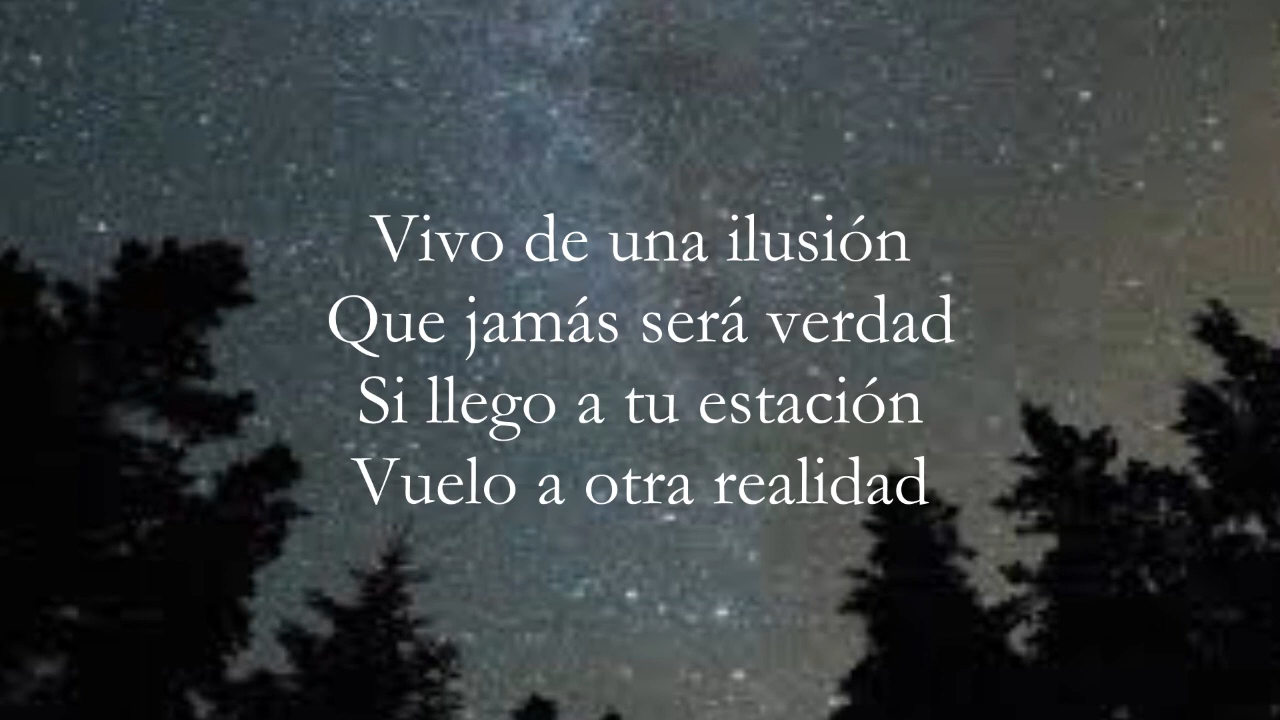 Vivo de una ilusión
Que jamás será verdad
Si llego a tu estación
Vuelo a otra realidad